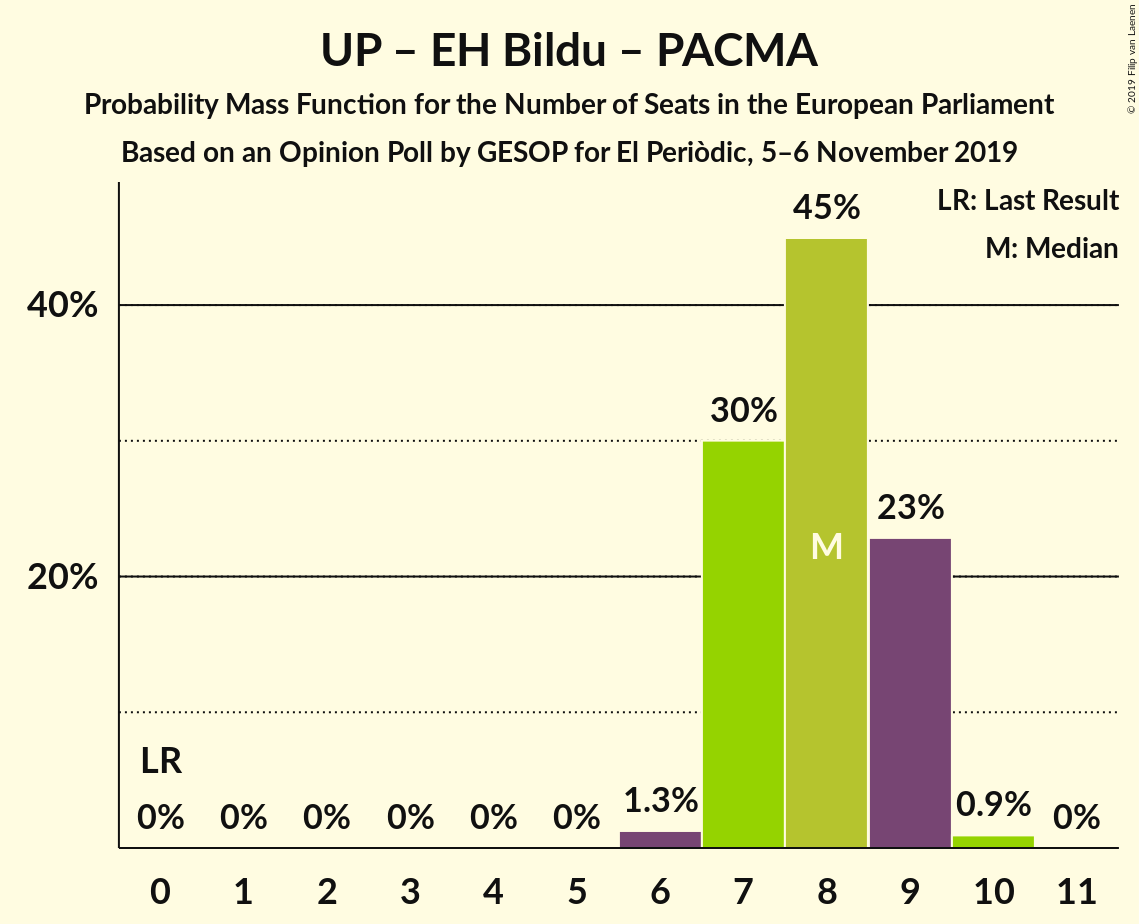 UP – EH Bildu – PACMA
Probability Mass Function for the Number of Seats in the European Parliament
Based on an Opinion Poll by GESOP for El Periòdic, 5–6 November 2019
© 2019 Filip van Laenen
LR: Last Result
M: Median
45%
40%
30%
23%
M
20%
LR
0% 0% 0% 0% 0% 0% 1.3% 0.9% 0%
0 1 2 3 4 5 6 7 8 9 10 11